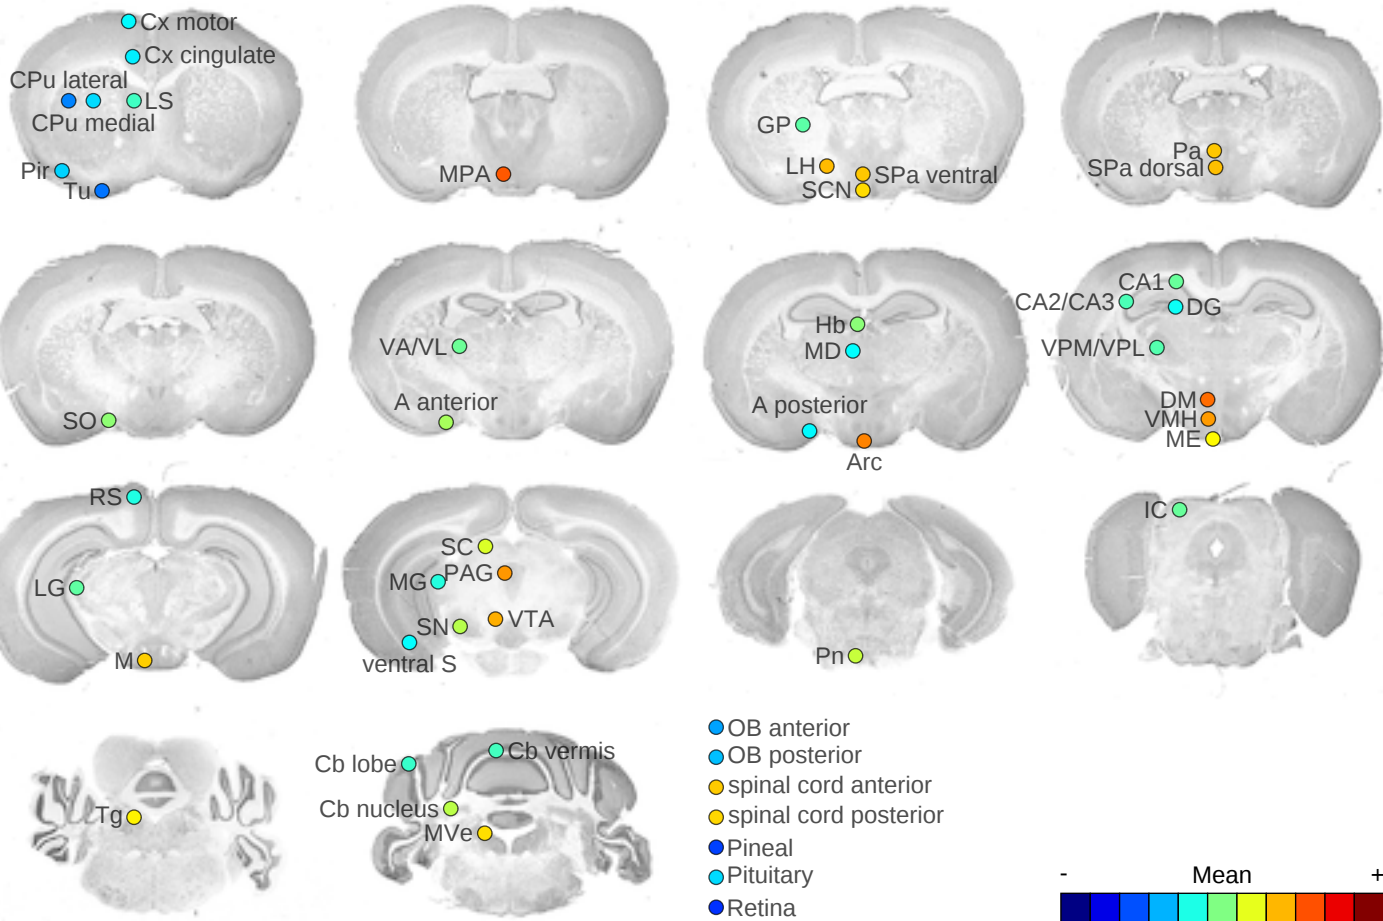 Cx motor
Cx cingulate
CPu lateral
LS
CPu medial
Pir
Tu
MPA
GP
LH
SPa ventral
SCN
Pa
SPa dorsal
SO
VA/VL
A anterior
Hb
MD
A posterior
Arc
CA1
CA2/CA3
DG
VPM/VPL
DM
VMH
ME
RS
LG
M
SC
MG
PAG
SN
VTA
ventral S
Pn
IC
Tg
Cb lobe
Cb vermis
Cb nucleus
MVe
OB anterior
OB posterior
spinal cord anterior
spinal cord posterior
Pineal
Pituitary
Retina
- Mean +